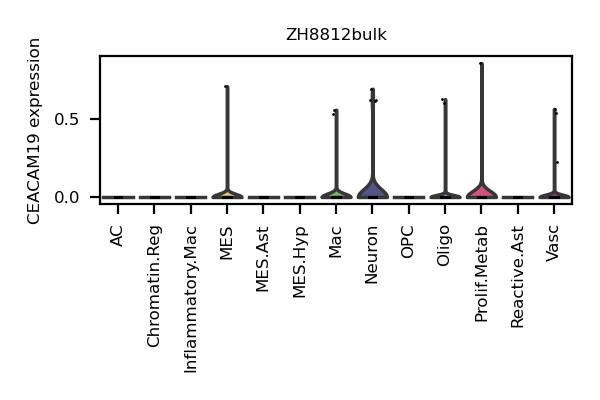 ZH8812bulk
CEACAM19 expression
0.5
0.0
AC
Chromatin.Reg
Inflammatory.Mac
MES
MES.Ast
MES.Hyp
Mac
Neuron
OPC
Oligo
Prolif.Metab
Reactive.Ast
Vasc